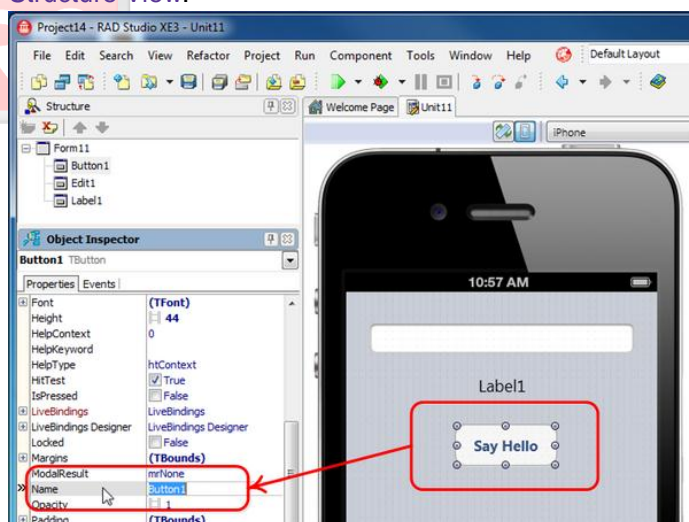 Structure View.
Project14 - RAD Studio XE3 - Unit11
File Edit Search View Refactor Project Run Component Tools Window Help Default Layout
Structure
Welcome Page Unit11
iPhone
Form11
Button1
Edit1
Label1
Object Inspector
Button1 TButton
Properties Events
Font (TFont)
Height 44
HelpContext 0
HelpKeyword
HelpType htContext
HitTest True
IsPressed False
LiveBindings LiveBindings
LiveBindings Designer LiveBindings Designer
Locked False
Margins (TBounds)
ModalResult mrNone
Name Button1
Opacity 1
Padding (TBounds)
10:57 AM
Label1
Say Hello